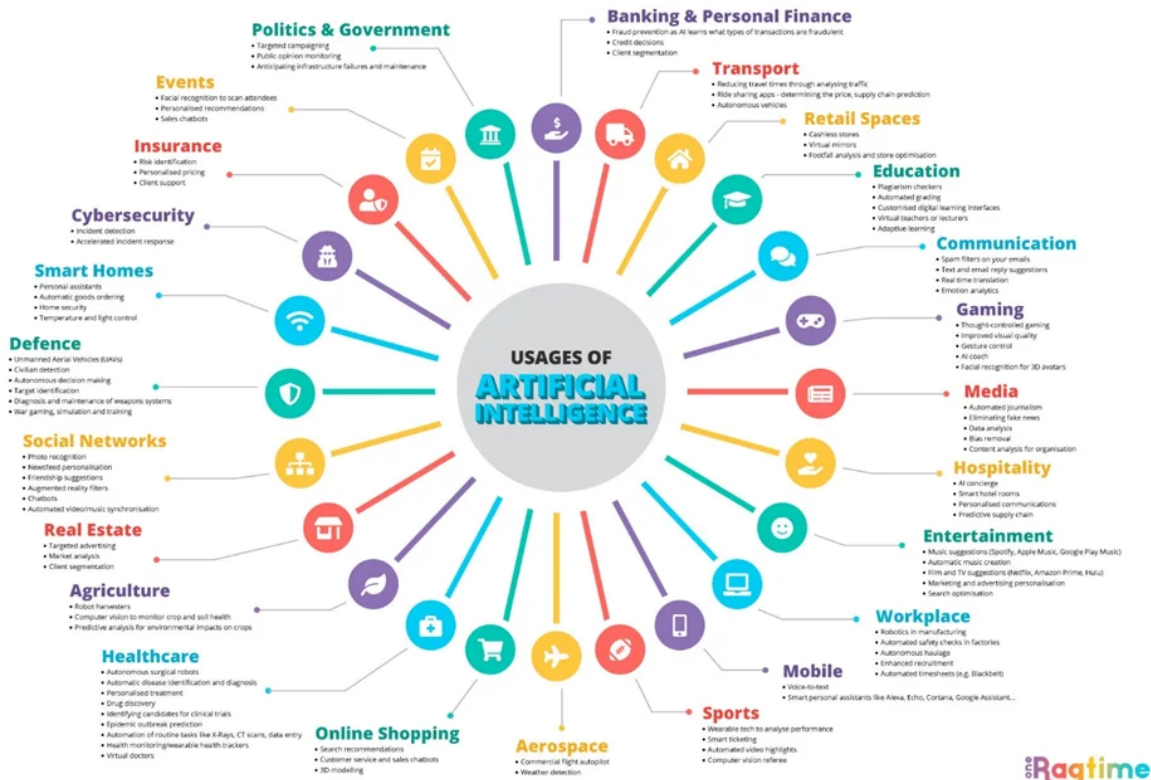 USAGES OF
ARTIFICIAL
INTELLIGENCE
Banking & Personal Finance
• Fraud prevention as AI learns what types of transactions are fraudulent
• Credit decisions
• Client segmentation
Transport
• Reducing travel times through analysing traffic
• Ride sharing apps - determining the price, supply chain prediction
• Autonomous vehicles
Retail Spaces
• Cashless stores
• Virtual mirrors
• Footfall analysis and store optimisation
Education
• Plagiarism checkers
• Automated grading
• Customised digital learning interfaces
• Virtual teachers or lecturers
• Adaptive learning
Communication
• Spam filters on your emails
• Text and email reply suggestions
• Real time translation
• Emotion analytics
Gaming
• Thought-controlled gaming
• Improved visual quality
• Gesture control
• AI coach
• Facial recognition for 3D avatars
Media
• Automated journalism
• Eliminating fake news
• Data analysis
• Bias removal
• Content analysis for organisation
Hospitality
• AI concierge
• Smart hotel rooms
• Personalised communications
• Predictive supply chain
Entertainment
• Music suggestions (Spotify, Apple Music, Google Play Music)
• Automatic music creation
• Film and TV suggestions (Netflix, Amazon Prime, Hulu)
• Marketing and advertising personalisation
• Search optimisation
Workplace
• Robotics in manufacturing
• Automated safety checks in factories
• Autonomous haulage
• Enhanced recruitment
• Automated timesheets (e.g. Blackbelt)
Mobile
• Voice-to-text
• Smart personal assistants like Alexa, Echo, Cortana, Google Assistant...
Sports
• Wearable tech to analyse performance
• Smart ticketing
• Automated video highlights
• Computer vision referee
Aerospace
• Commercial flight autopilot
• Weather detection
Online Shopping
• Search recommendations
• Customer service and sales chatbots
• 3D modelling
Healthcare
• Autonomous surgical robots
• Automatic disease identification and diagnosis
• Personalised treatment
• Drug discovery
• Identifying candidates for clinical trials
• Epidemic outbreak prediction
• Automation of routine tasks like X-Rays, CT scans, data entry
• Health monitoring/wearable health trackers
• Virtual doctors
Agriculture
• Robot harvesters
• Computer vision to monitor crop and soil health
• Predictive analysis for environmental impacts on crops
Real Estate
• Targeted advertising
• Market analysis
• Client segmentation
Social Networks
• Photo recognition
• Newsfeed personalisation
• Friendship suggestions
• Augmented reality filters
• Chatbots
• Automated video/music synchronisation
Defence
• Unmanned Aerial Vehicles (UAVs)
• Civilian detection
• Autonomous decision making
• Target identification
• Diagnosis and maintenance of weapons systems
• War gaming, simulation and training
Smart Homes
• Personal assistants
• Automatic goods ordering
• Home security
• Temperature and light control
Cybersecurity
• Incident detection
• Accelerated incident response
Insurance
• Risk identification
• Personalised pricing
• Client support
Events
• Facial recognition to scan attendees
• Personalised recommendations
• Sales chatbots
Politics & Government
• Targeted campaigning
• Public opinion monitoring
• Anticipating infrastructure failures and maintenance
$
one Ragtime